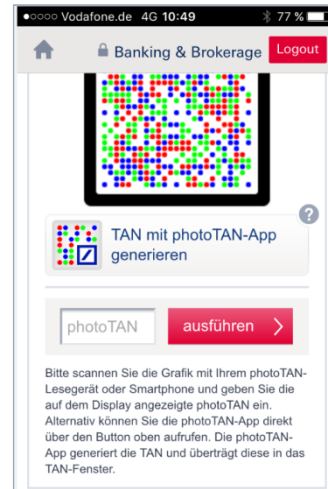 Vodafone.de 4G 10:49 77 %
Banking & Brokerage Logout
?
TAN mit photoTAN-App
generieren
photoTAN ausführen
Bitte scannen Sie die Grafik mit Ihrem photoTAN-
Lesegerät oder Smartphone und geben Sie die
auf dem Display angezeigte photoTAN ein.
Alternativ können Sie die photoTAN-App direkt
über den Button oben aufrufen. Die photoTAN-
App generiert die TAN und überträgt diese in das
TAN-Fenster.